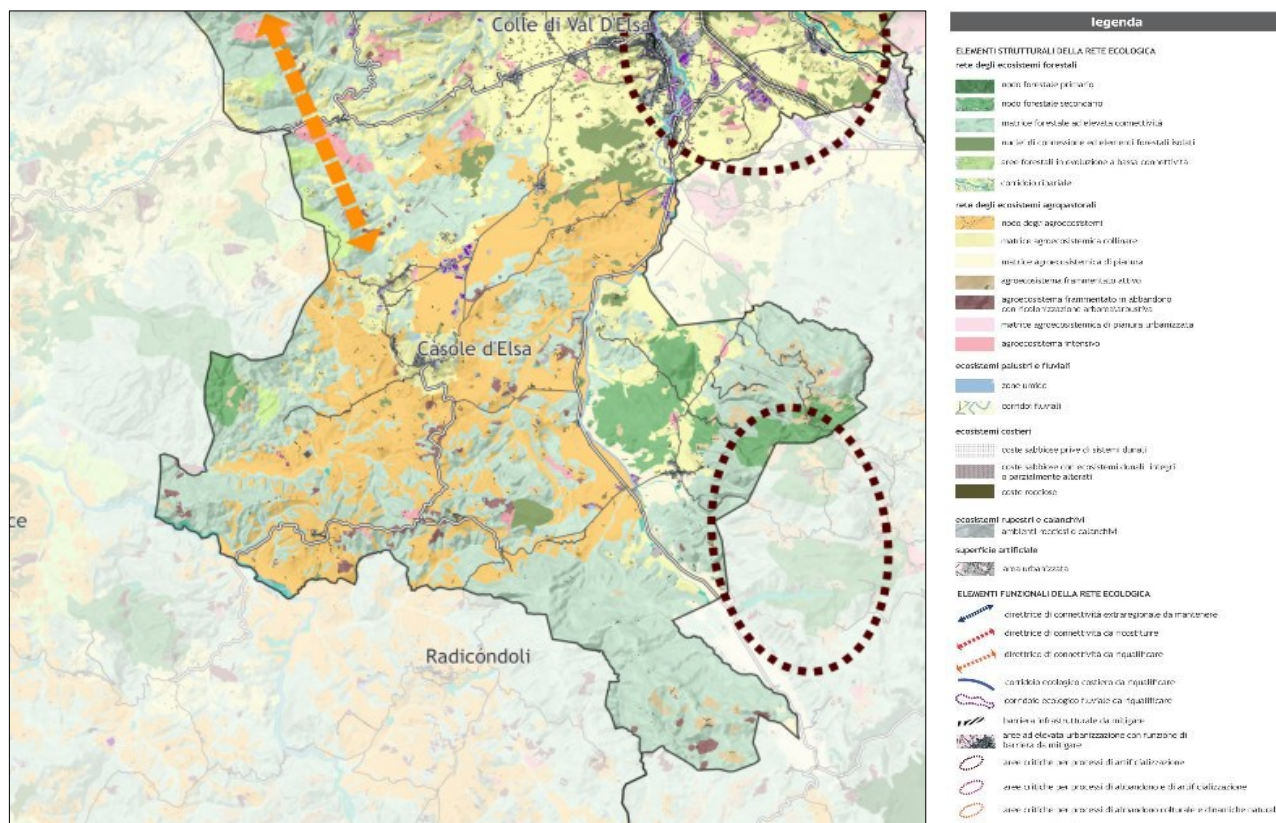 Colle di Val D'Elsa
Casole d'Elsa
ce
Radicóndoli
legenda
ELEMENTI STRUTTURALI DELLA RETE ECOLOGICA
rete degli ecosistemi forestali
nodo forestale primario
nodo forestale secondario
matrice forestale ad elevata connettività
nuclei di connessione ed elementi forestali isolati
aree forestali in evoluzione a bassa connettività
corridoio ripariale
rete degli ecosistemi agropastorali
nodo degli agroecosistemi
matrice agroecosistemica collinare
matrice agroecosistemica di pianura
agroecosistema frammentato attivo
agroecosistema frammentato in abbandono
con ricolonizzazione arborea/arbustiva
matrice agroecosistemica di pianura urbanizzata
agroecosistema intensivo
ecosistemi palustri e fluviali
zone umide
corridoi fluviali
ecosistemi costieri
coste sabbiose prive di sistemi dunali
coste sabbiose con ecosistemi dunali integri
o parzialmente alterati
coste rocciose
ecosistemi rupestri e calanchivi
ambienti rocciosi o calanchivi
superficie artificiale
area urbanizzata
ELEMENTI FUNZIONALI DELLA RETE ECOLOGICA
direttrice di connettività extraregionale da mantenere
direttrice di connettività da ricostituire
direttrice di connettività da riqualificare
corridoio ecologico costiero da riqualificare
corridoio ecologico fluviale da riqualificare
barriera infrastrutturale da mitigare
aree ad elevata urbanizzazione con funzione di
barriera da mitigare
aree critiche per processi di artificializzazione
aree critiche per processi di abbandono e di artificializzazione
aree critiche per processi di abbandono colturale e dinamiche natural